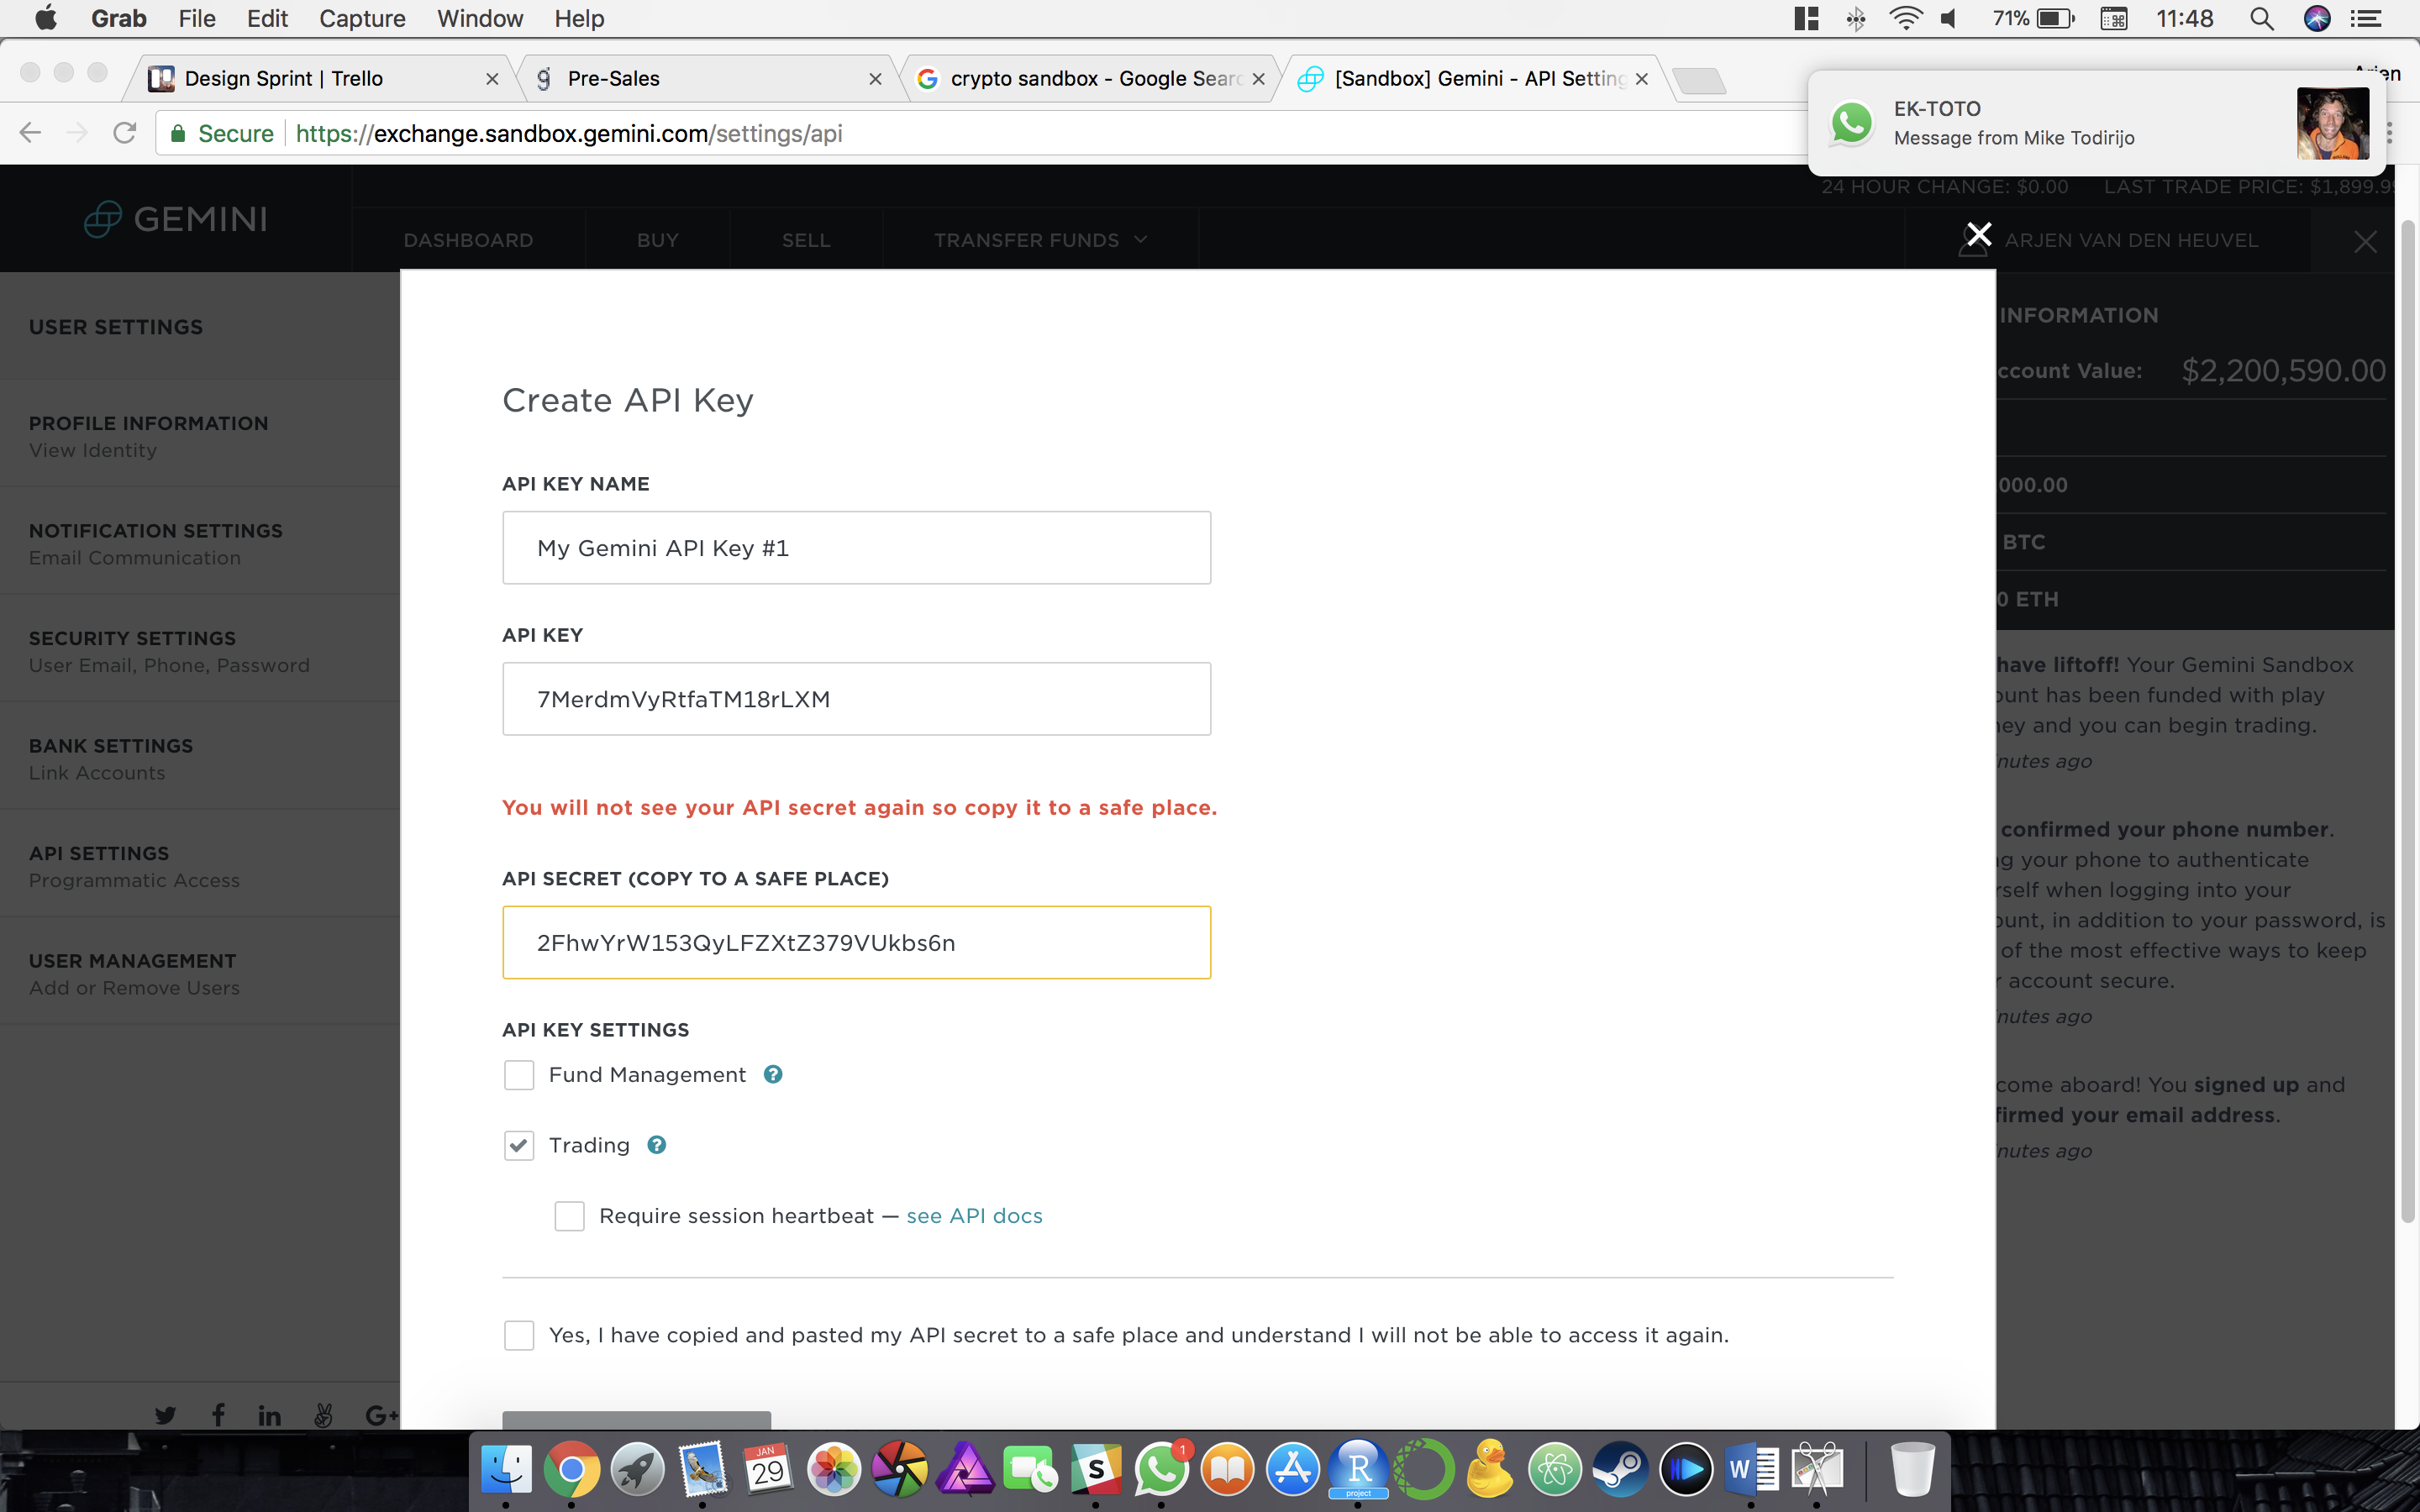 Grab File Edit Capture Window Help 71% 11:48
Design Sprint | Trello
Pre-Sales
crypto sandbox - Google Sear
[Sandbox] Gemini - API Setting
Secure https://exchange.sandbox.gemini.com/settings/api
EK-TOTO
Message from Mike Todirijo
24 HOUR CHANGE: $0.00 LAST TRADE PRICE: $1,899.9
GEMINI
DASHBOARD BUY SELL TRANSFER FUNDS ARJEN VAN DEN HEUVEL
USER SETTINGS
PROFILE INFORMATION
View Identity
NOTIFICATION SETTINGS
Email Communication
SECURITY SETTINGS
User Email, Phone, Password
BANK SETTINGS
Link Accounts
API SETTINGS
Programmatic Access
USER MANAGEMENT
Add or Remove Users
Create API Key
API KEY NAME
My Gemini API Key #1
API KEY
7MerdmVyRtfaTM18rLXM
You will not see your API secret again so copy it to a safe place.
API SECRET (COPY TO A SAFE PLACE)
2FhwYrW153QyLFZXtZ379VUkbs6n
API KEY SETTINGS
Fund Management ?
Trading ?
Require session heartbeat — see API docs
Yes, I have copied and pasted my API secret to a safe place and understand I will not be able to access it again.
INFORMATION
ccount Value: $2,200,590.00
000.00
BTC
0 ETH
have liftoff! Your Gemini Sandbox
ount has been funded with play
ney and you can begin trading.
nutes ago
confirmed your phone number.
ng your phone to authenticate
rself when logging into your
ount, in addition to your password, is
of the most effective ways to keep
r account secure.
nutes ago
come aboard! You signed up and
firmed your email address.
nutes ago
JAN
29
S
1
R
project
W